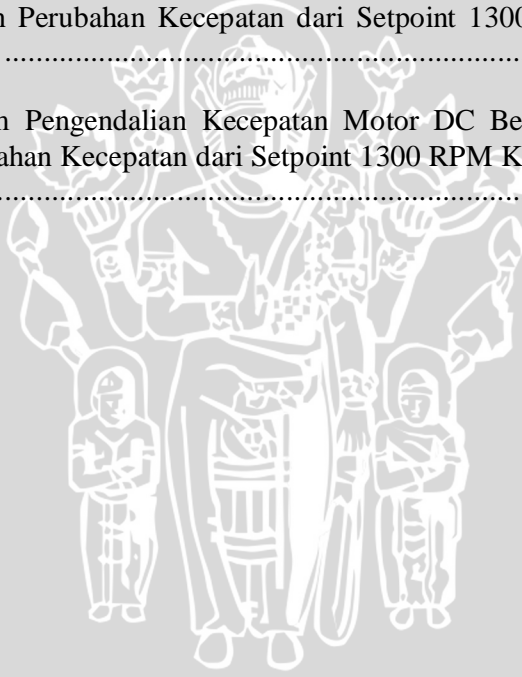 n Perubahan Kecepatan dari Setpoint 1300
................................................................................
n Pengendalian Kecepatan Motor DC Be
ahan Kecepatan dari Setpoint 1300 RPM K
................................................................................